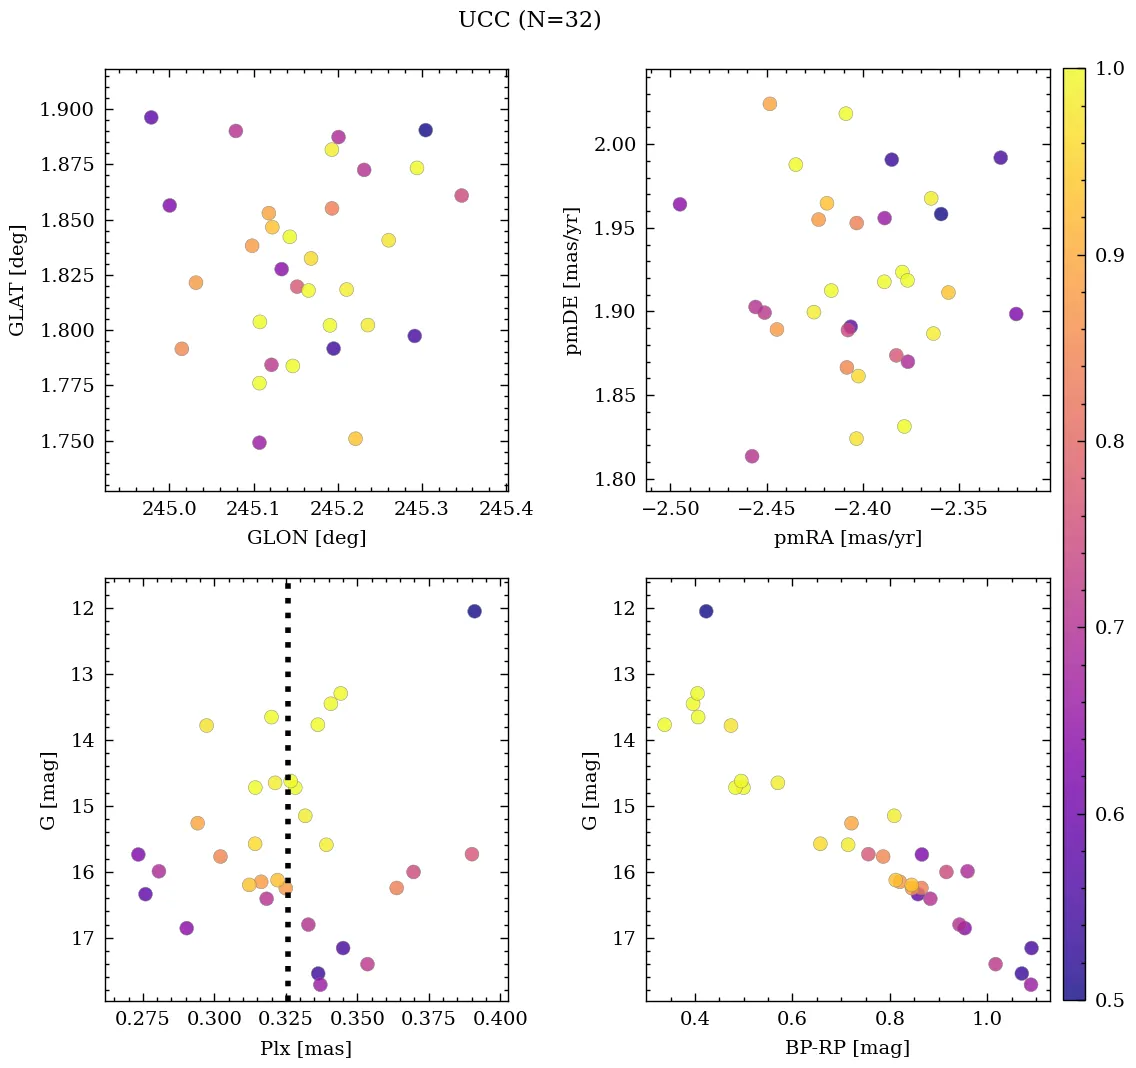 UCC (N=32)
1.900
1.875
1.850
1.825
1.800
1.775
1.750
GLAT [deg]
245.0 245.1 245.2 245.3 245.4
GLON [deg]
2.00
1.95
1.90
1.85
1.80
pmDE [mas/yr]
−2.50 −2.45 −2.40 −2.35
pmRA [mas/yr]
12
13
14
15
16
17
G [mag]
0.275 0.300 0.325 0.350 0.375 0.400
Plx [mas]
12
13
14
15
16
17
G [mag]
0.4 0.6 0.8 1.0
BP-RP [mag]
1.0
0.9
0.8
0.7
0.6
0.5